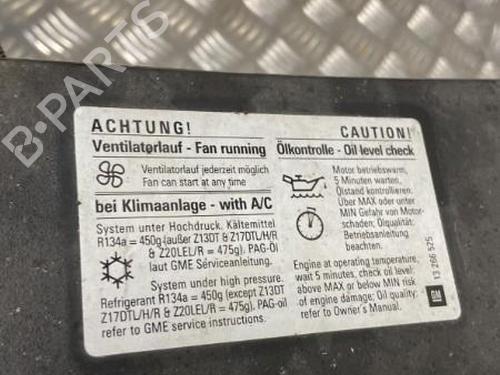 B-PARTS
ACHTUNG!
CAUTION!
Ventilatorlauf - Fan running
Ventilatorlauf jederzeit möglich
Fan can start at any time
bei Klimaanlage - with A/C
System unter Hochdruck. Kältemittel
R134a = 450g (außer Z13DT
& Z17DTL/H/R
& Z20LEL/R = 475g). PAG-Öl
laut GME Serviceanleitung.
System under high pressure.
Refrigerant R134a = 450g (except Z13DT
Z17DTL/H/R & Z20LEL/R = 475g). PAG-oil
refer to GME service instructions.
Ölkontrolle - Oil level check
Motor betriebswarm,
5 Minuten warten,
Ölstand kontrollieren.
Über MAX oder unter
MIN Gefahr von Motor-
schaden; Ölqualität:
Betriebsanleitung
beachten.
Engine at operating temperature,
wait 5 minutes, check oil level:
above MAX or below MIN risk
of engine damage; Oil quality:
refer to Owner's Manual.
GM
13 266 525